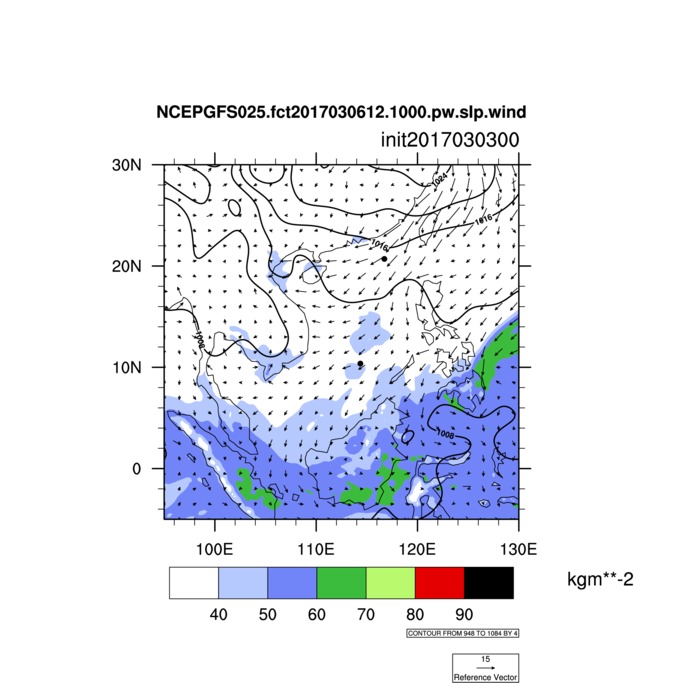 NCEPGFS025.fct2017030612.1000.pw.slp.wind
init2017030300
30N
1024
1016
1016
20N
1008
10N
1008
0
100E 110E 120E 130E
kgm**-2
40 50 60 70 80 90
CONTOUR FROM 948 TO 1084 BY 4
15
Reference Vector